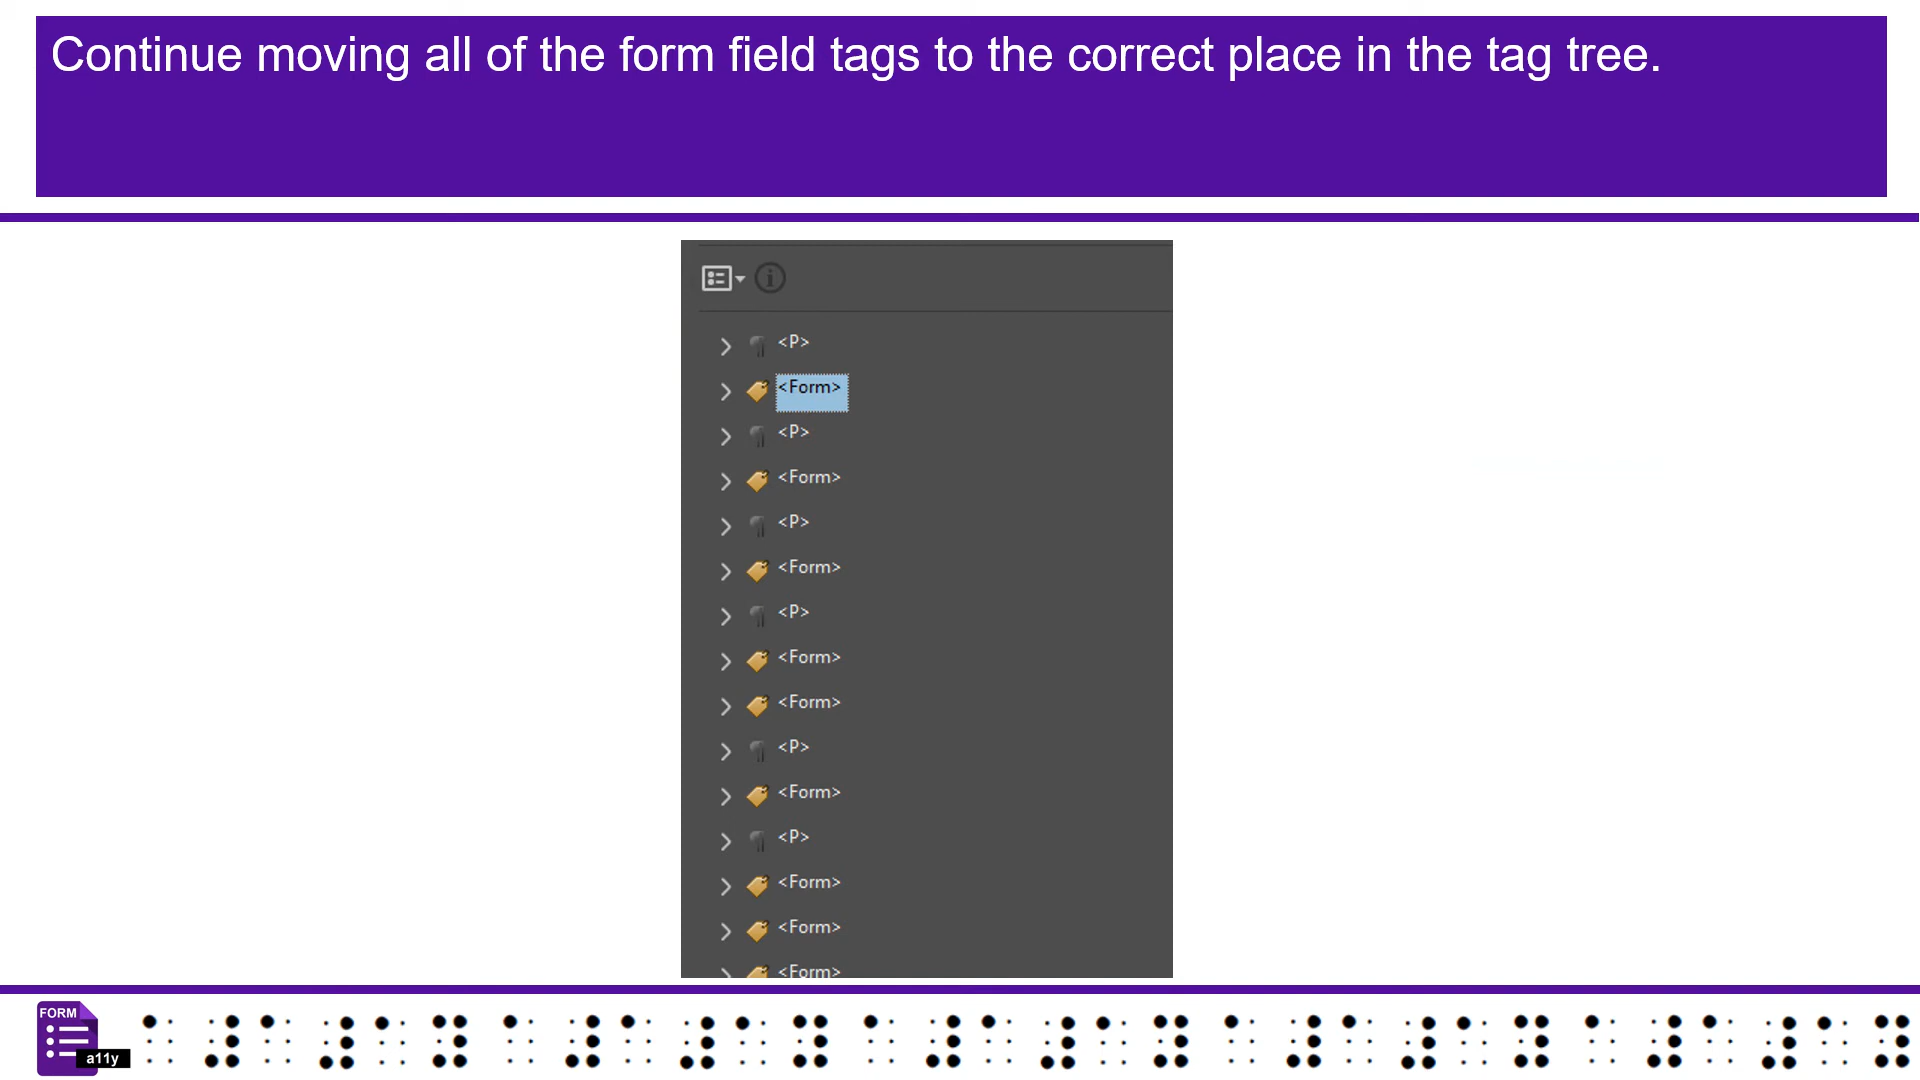 Continue moving all of the form field tags to the correct place in the tag tree.
<P>
<Form>
<P>
<Form>
<P>
<Form>
<P>
<Form>
<Form>
<P>
<Form>
<P>
<Form>
<Form>
<Form>
FORM
a11y